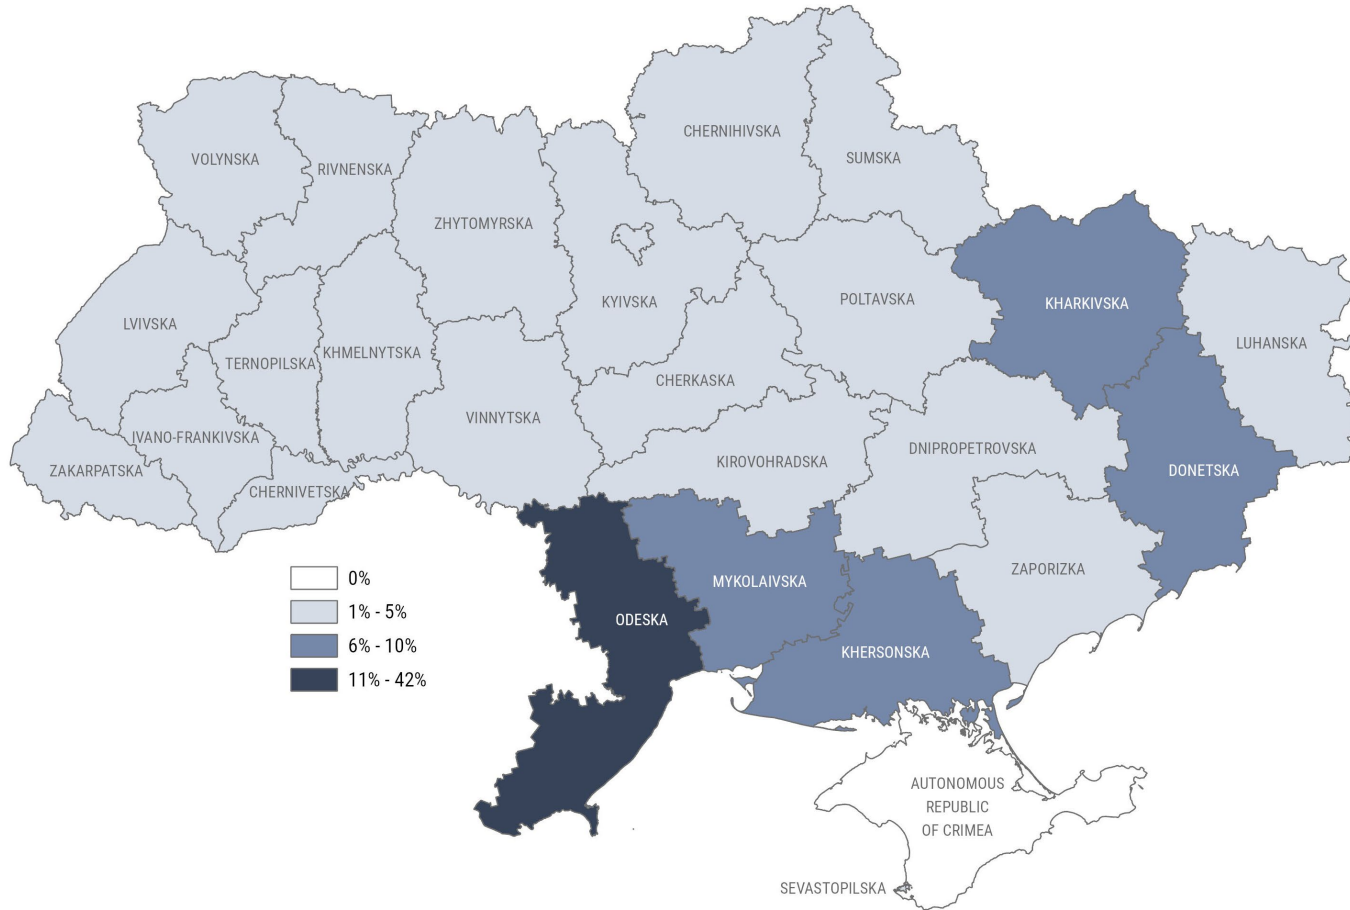 CHERNIHIVSKA
VOLYNSKA
RIVNENSKA
SUMSKA
ZHYTOMYRSKA
KYIVSKA
POLTAVSKA
KHARKIVSKA
LVIVSKA
TERNOPILSKA
KHMELNYTSKA
LUHANSKA
CHERKASKA
VINNYTSKA
IVANO-FRANKIVSKA
DNIPROPETROVSKA
KIROVOHRADSKA
ZAKARPATSKA
DONETSKA
CHERNIVETSKA
ZAPORIZKA
MYKOLAIVSKA
ODESKA
KHERSONSKA
0%
1% - 5%
6% - 10%
11% - 42%
AUTONOMOUS
REPUBLIC
OF CRIMEA
SEVASTOPILSKA